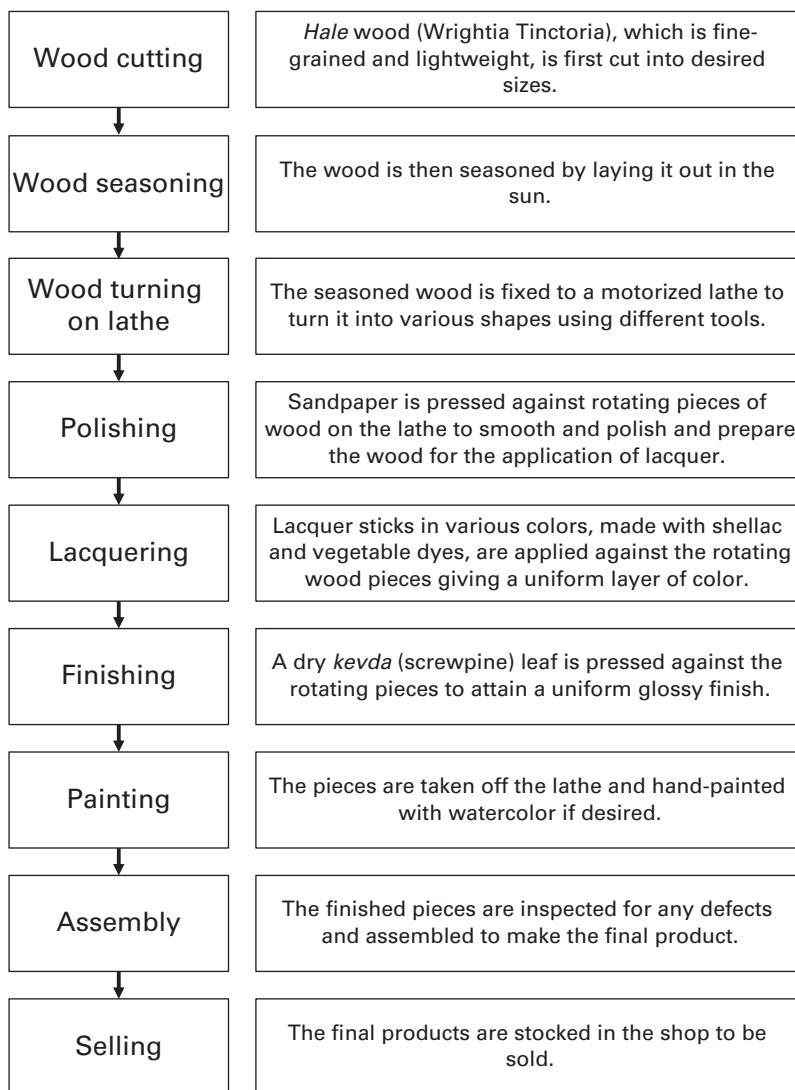 Wood cutting
Hale wood (Wrightia Tinctoria), which is fine-
grained and lightweight, is first cut into desired
sizes.
Wood seasoning
The wood is then seasoned by laying it out in the
sun.
Wood turning
on lathe
The seasoned wood is fixed to a motorized lathe to
turn it into various shapes using different tools.
Polishing
Sandpaper is pressed against rotating pieces of
wood on the lathe to smooth and polish and prepare
the wood for the application of lacquer.
Lacquering
Lacquer sticks in various colors, made with shellac
and vegetable dyes, are applied against the rotating
wood pieces giving a uniform layer of color.
Finishing
A dry kevda (screwpine) leaf is pressed against the
rotating pieces to attain a uniform glossy finish.
Painting
The pieces are taken off the lathe and hand-painted
with watercolor if desired.
Assembly
The finished pieces are inspected for any defects
and assembled to make the final product.
Selling
The final products are stocked in the shop to be
sold.